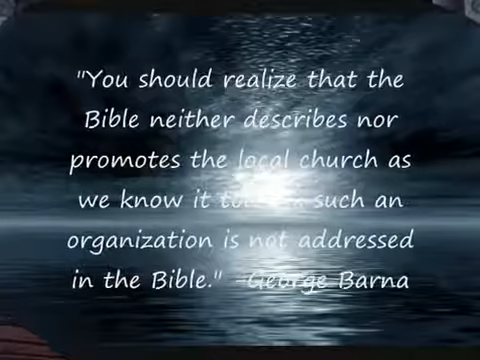 "You should realize that the
Bible neither describes nor
promotes the local church as
we know it such an
organization is not addressed
in the Bible." -George Barna